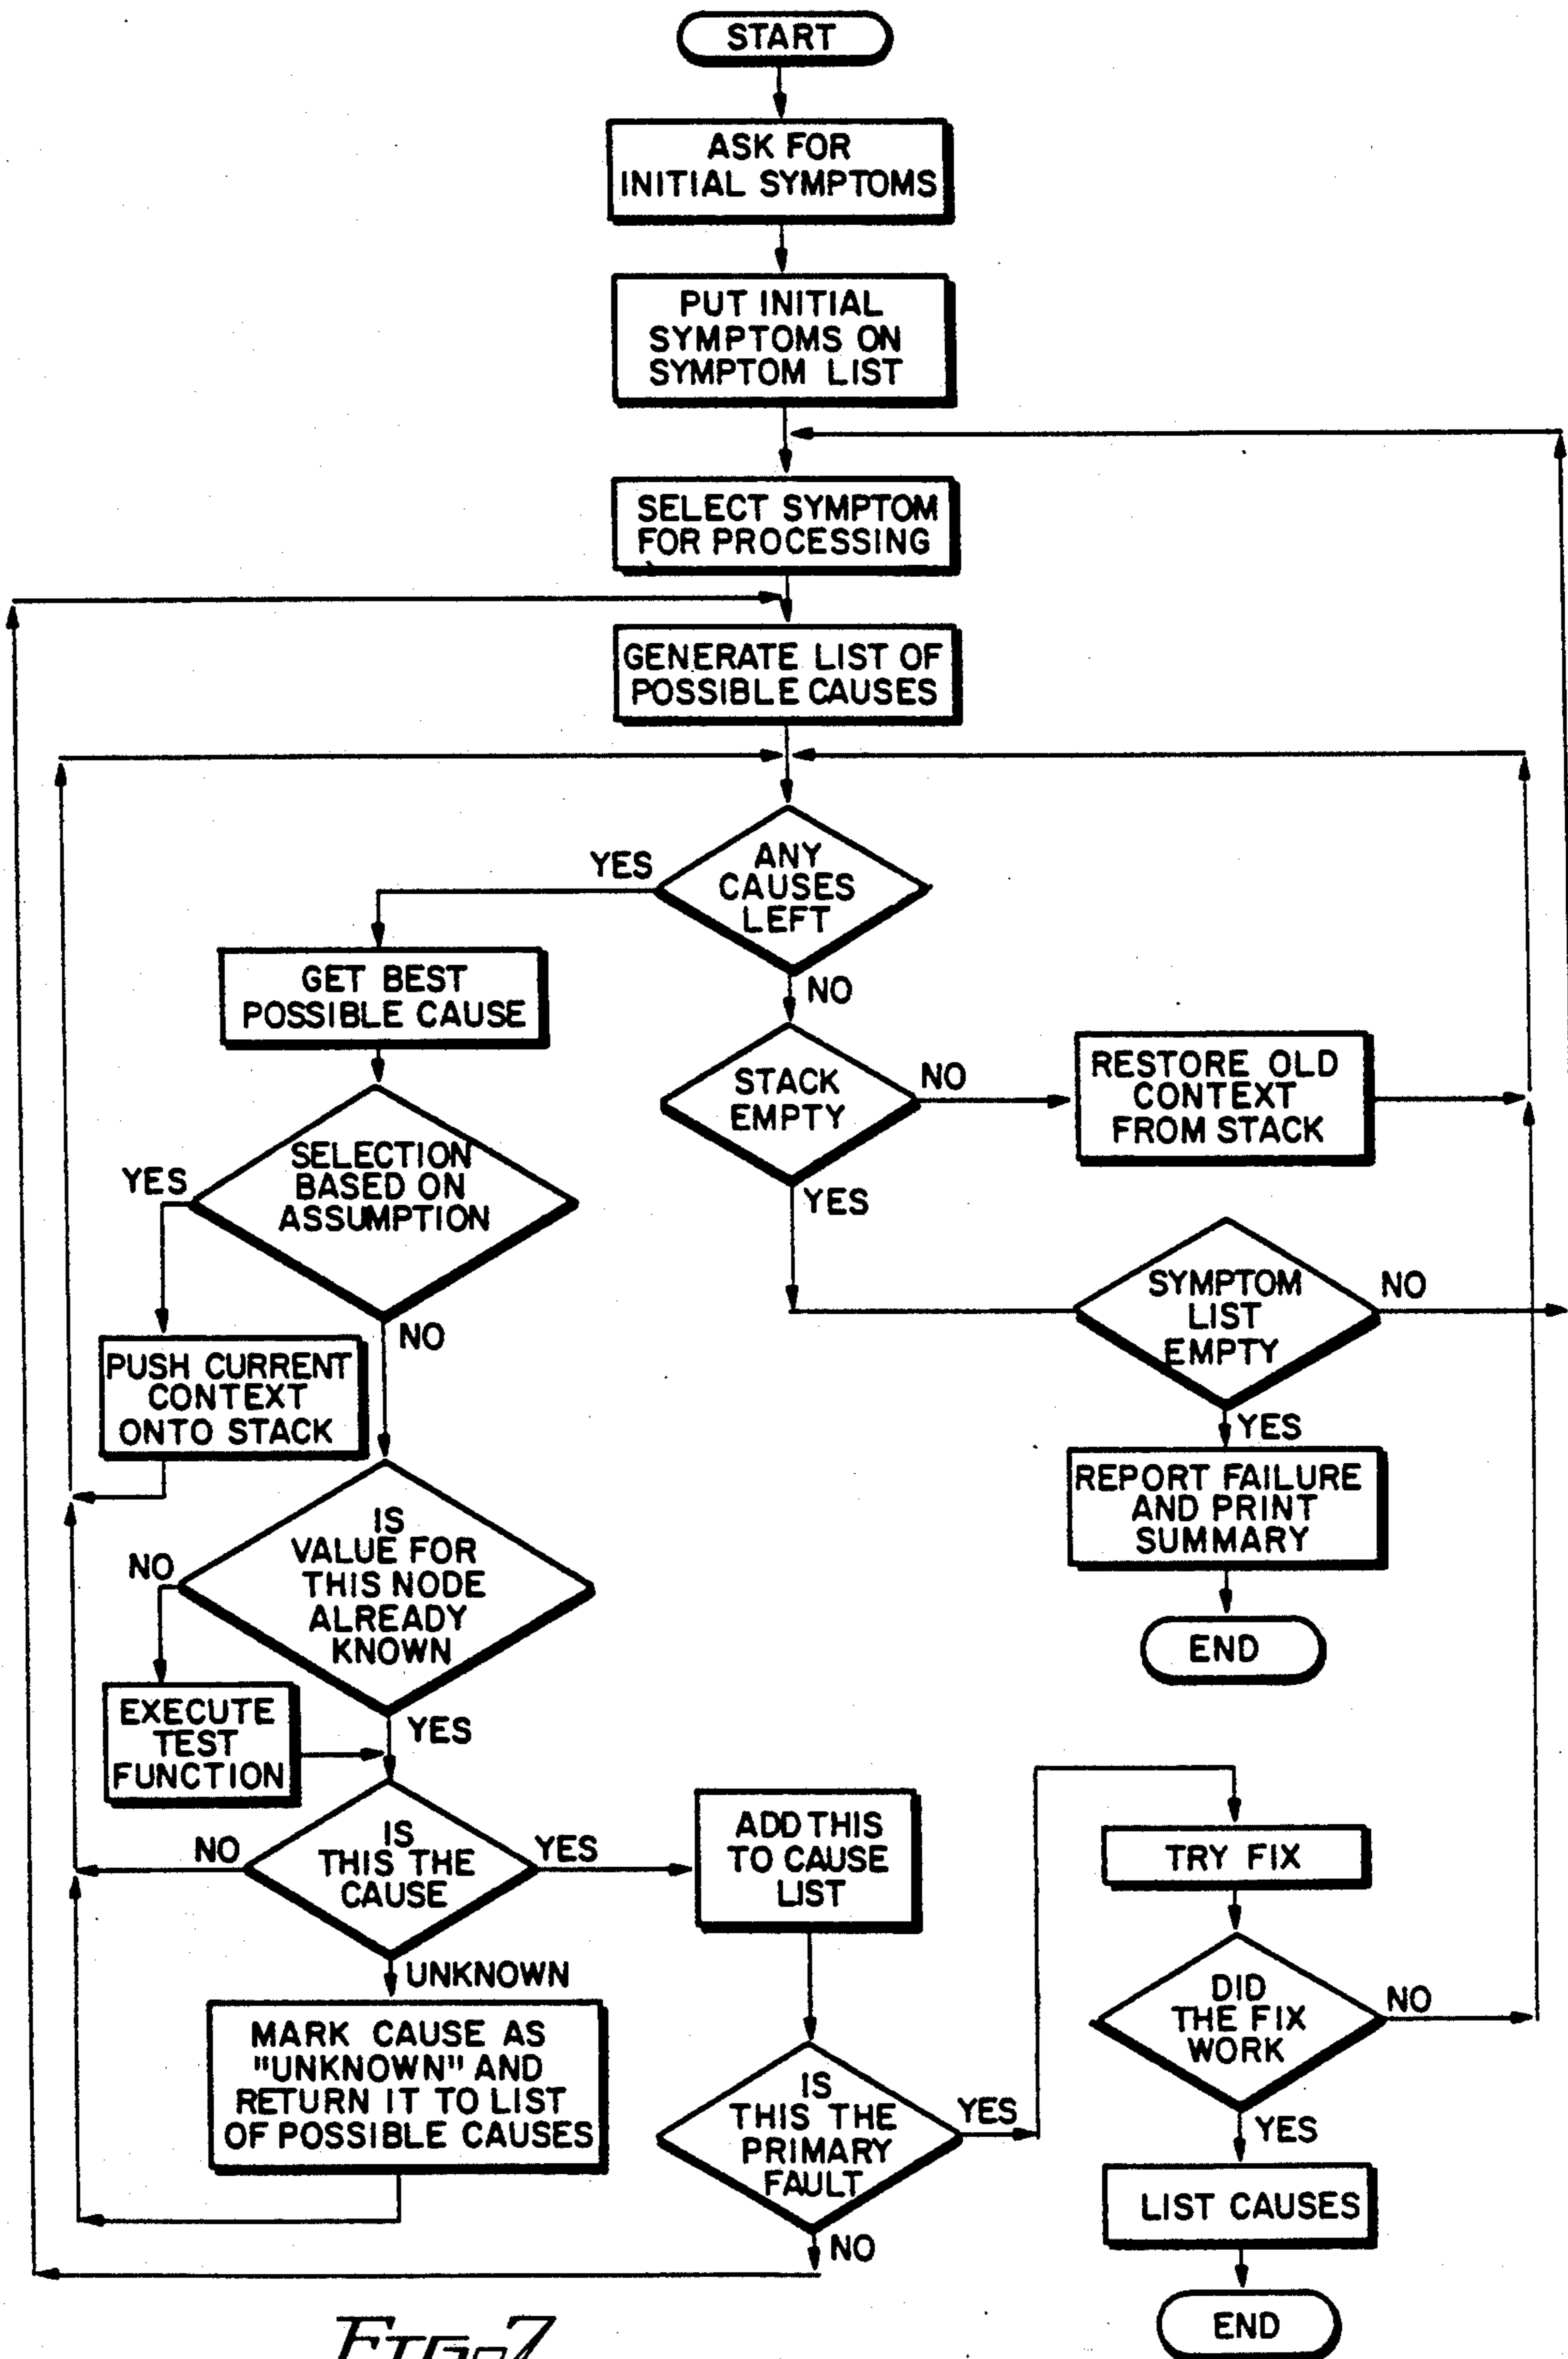 START
ASK FOR
INITIAL SYMPTOMS
PUT INITIAL
SYMPTOMS ON
SYMPTOM LIST
SELECT SYMPTOM
FOR PROCESSING
GENERATE LIST OF
POSSIBLE CAUSES
ANY
CAUSES
LEFT
YES
NO
GET BEST
POSSIBLE CAUSE
STACK
EMPTY
NO
YES
RESTORE OLD
CONTEXT
FROM STACK
SELECTION
BASED ON
ASSUMPTION
YES
NO
SYMPTOM
LIST
EMPTY
NO
YES
PUSH CURRENT
CONTEXT
ONTO STACK
REPORT FAILURE
AND PRINT
SUMMARY
END
IS
VALUE FOR
THIS NODE
ALREADY
KNOWN
NO
YES
EXECUTE
TEST
FUNCTION
IS
THIS THE
CAUSE
NO
YES
UNKNOWN
ADD THIS
TO CAUSE
LIST
TRY FIX
MARK CAUSE AS
"UNKNOWN" AND
RETURN IT TO LIST
OF POSSIBLE CAUSES
DID
THE FIX
WORK
NO
YES
IS
THIS THE
PRIMARY
FAULT
YES
NO
LIST CAUSES
END
FIG-7